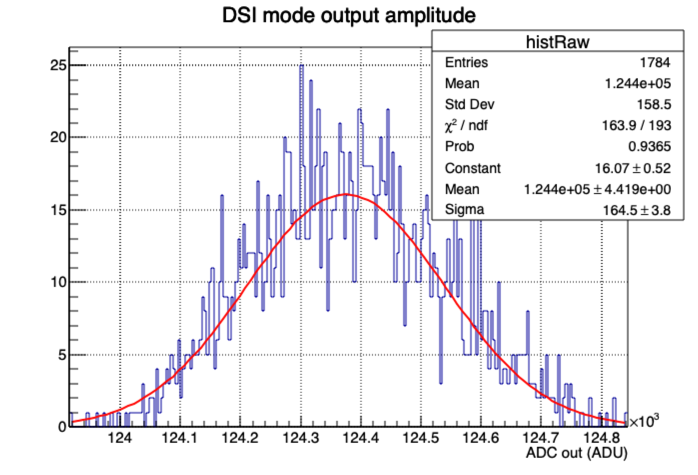 DSI mode output amplitude
histRaw
Entries 1784
Mean 1.244e+05
Std Dev 158.5
χ² / ndf 163.9 / 193
Prob 0.9365
Constant 16.07 ± 0.52
Mean 1.244e+05 ± 4.419e+00
Sigma 164.5 ± 3.8
25
20
15
10
5
0
124 124.1 124.2 124.3 124.4 124.5 124.6 124.7 124.8
×10³
ADC out (ADU)